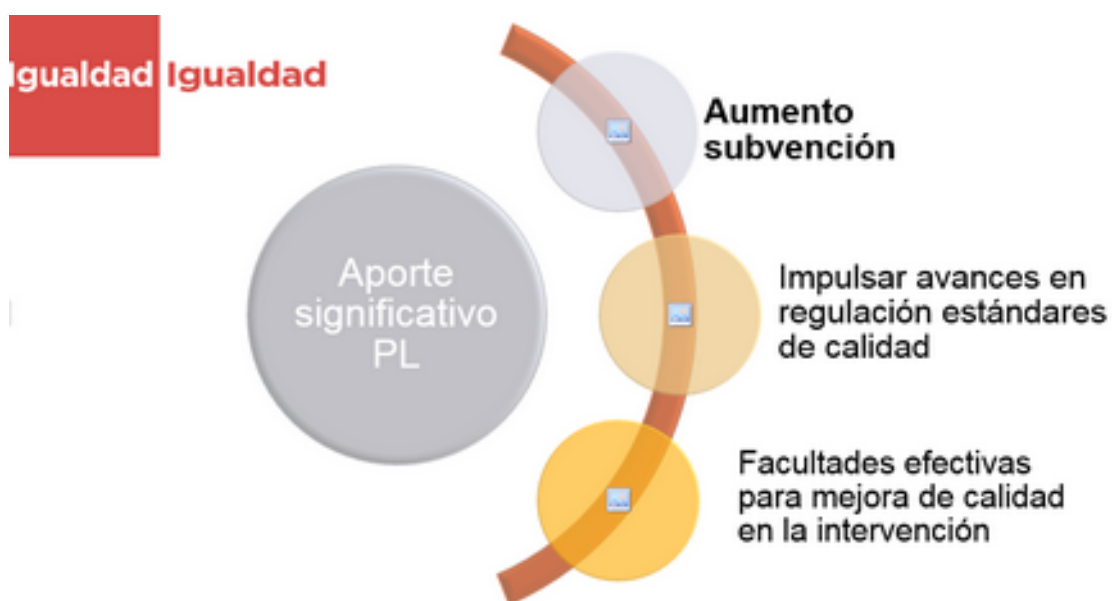 Igualdad Igualdad
Aumento
subvención
Aporte
significativo
PL
Impulsar avances en
regulación estándares
de calidad
Facultades efectivas
para mejora de calidad
en la intervención